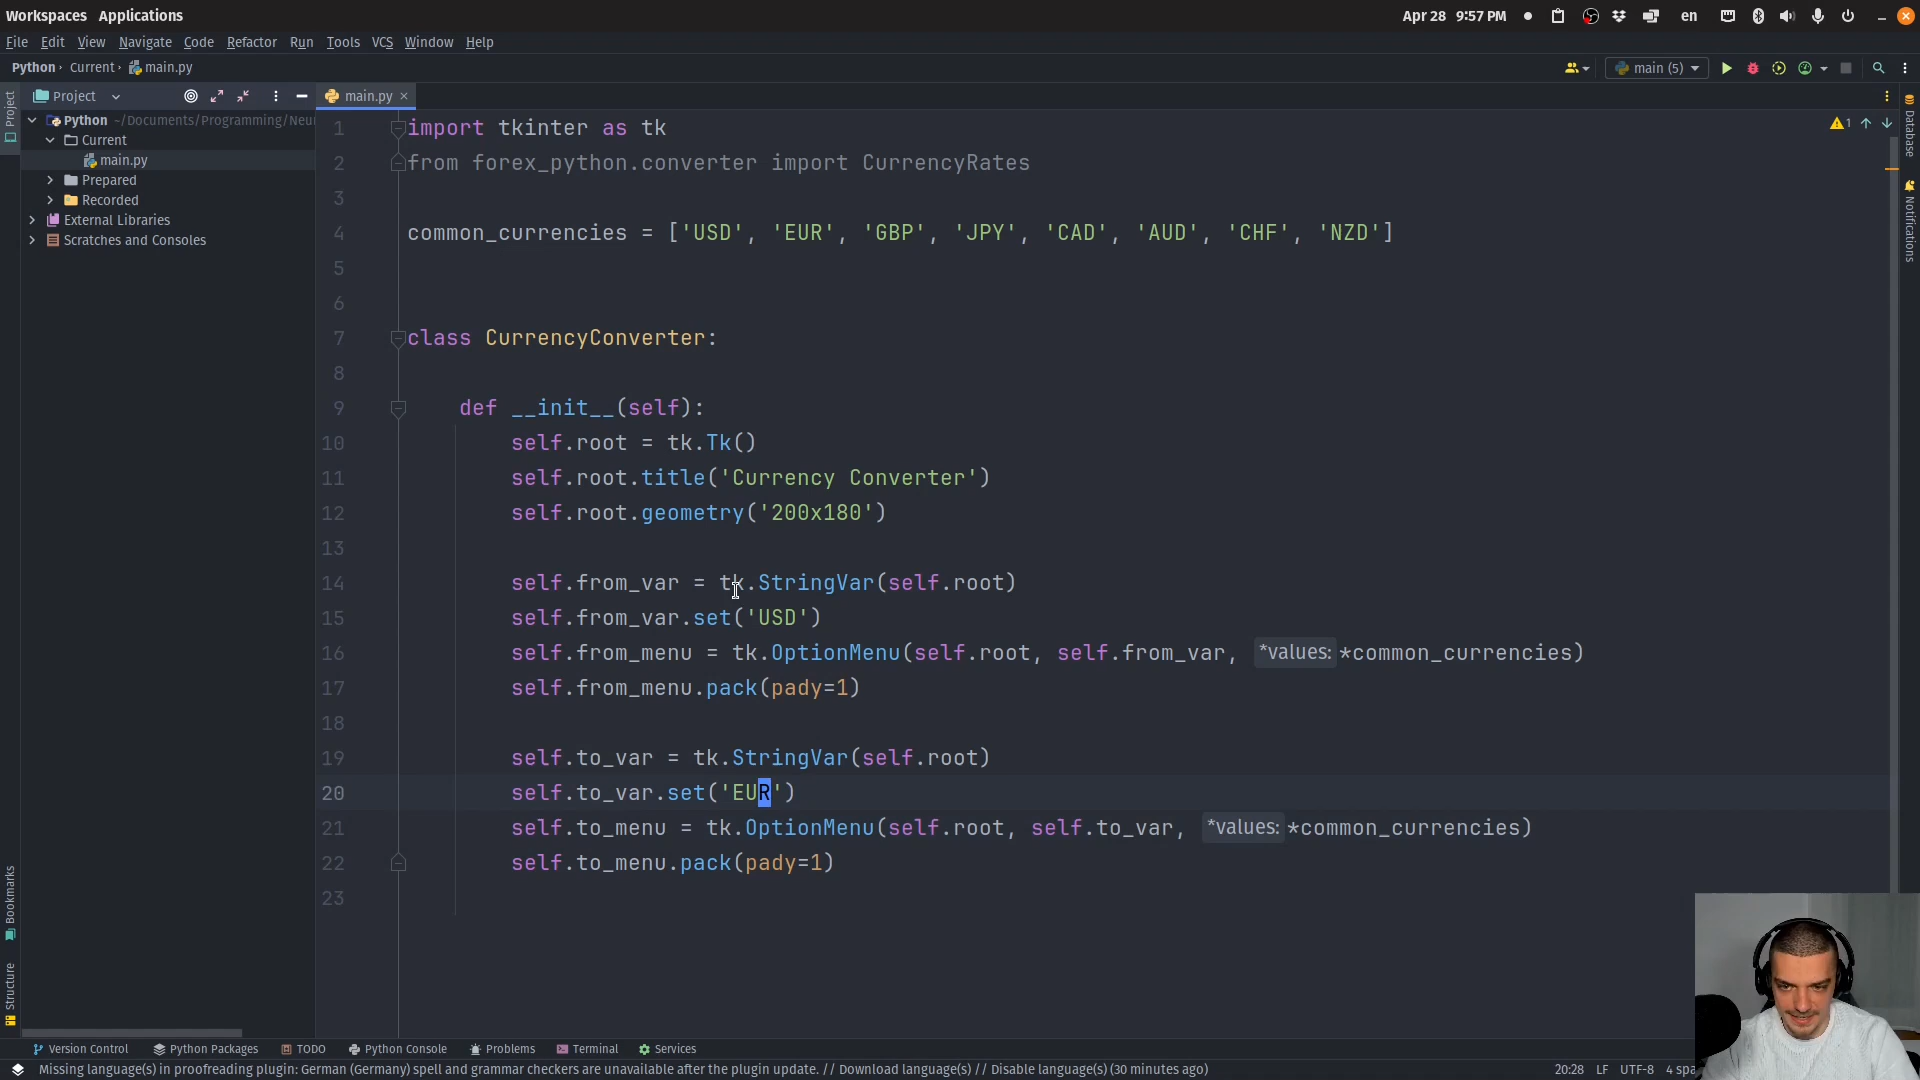 Workspaces Applications
Apr 28 9:57 PM
en
File Edit View Navigate Code Refactor Run Tools VCS Window Help
Python Current main.py
main (5)
Project
Project
main.py
Python ~/Documents/Programming/Neur
Current
main.py
Prepared
Recorded
External Libraries
Scratches and Consoles
1 import tkinter as tk
2 from forex_python.converter import CurrencyRates
3
4 common_currencies = ['USD', 'EUR', 'GBP', 'JPY', 'CAD', 'AUD', 'CHF', 'NZD']
5
6
7 class CurrencyConverter:
8
9 def __init__(self):
10 self.root = tk.Tk()
11 self.root.title('Currency Converter')
12 self.root.geometry('200x180')
13
14 self.from_var = tk.StringVar(self.root)
15 self.from_var.set('USD')
16 self.from_menu = tk.OptionMenu(self.root, self.from_var, *values: *common_currencies)
17 self.from_menu.pack(pady=1)
18
19 self.to_var = tk.StringVar(self.root)
20 self.to_var.set('EUR')
21 self.to_menu = tk.OptionMenu(self.root, self.to_var, *values: *common_currencies)
22 self.to_menu.pack(pady=1)
23
1
Database
Notifications
Bookmarks
Structure
Version Control Python Packages TODO Python Console Problems Terminal Services
Missing language(s) in proofreading plugin: German (Germany) spell and grammar checkers are unavailable after the plugin update. // Download language(s) // Disable language(s) (30 minutes ago)
20:28 LF UTF-8 4 spa